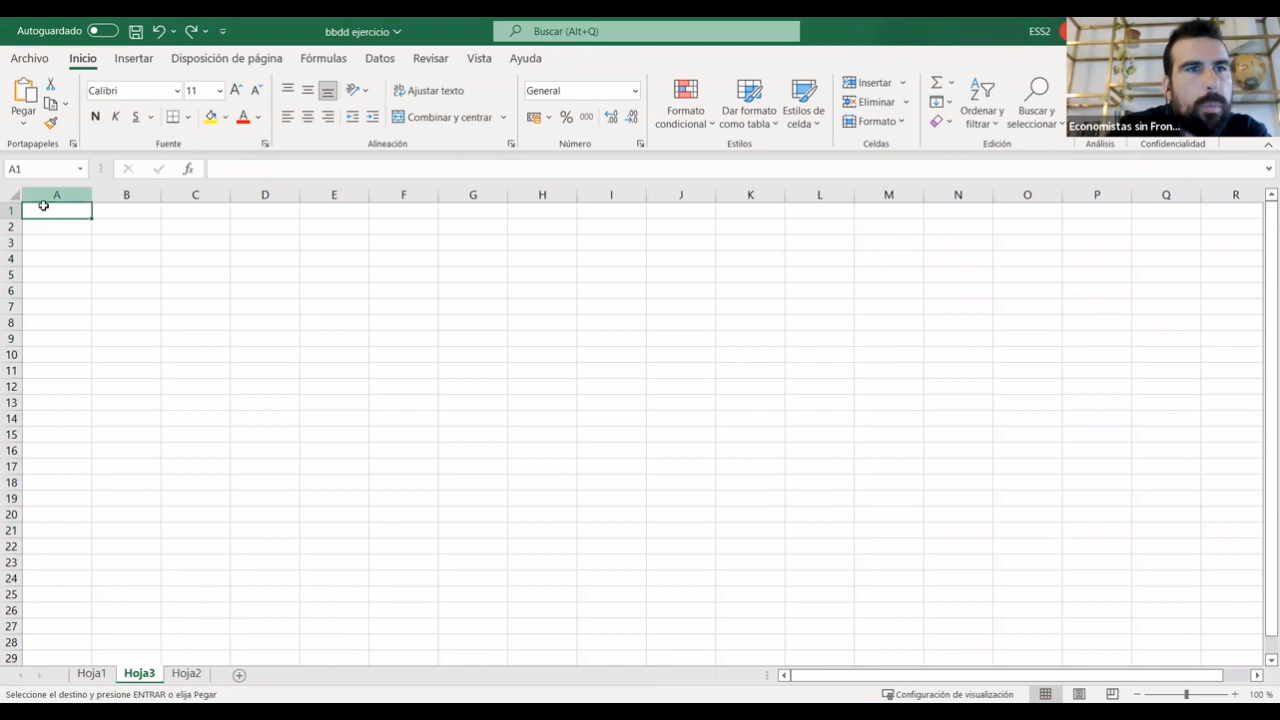 Autoguardado
bbdd ejercicio
Buscar (Alt+Q)
ESS2
Archivo Inicio Insertar Disposición de página Fórmulas Datos Revisar Vista Ayuda
Pegar
Calibri 11
N K S
Ajustar texto
Combinar y centrar
General
% 000
Formato condicional
Dar formato como tabla
Estilos de celda
Insertar
Eliminar
Formato
Ordenar y filtrar
Buscar y seleccionar
Economistas sin Fron...
Portapapeles Fuente Alineación Número Estilos Celdas Edición Análisis Confidencialidad
A1 fx
A B C D E F G H I J K L M N O P Q R
1
2
3
4
5
6
7
8
9
10
11
12
13
14
15
16
17
18
19
20
21
22
23
24
25
26
27
28
29
Hoja1 Hoja3 Hoja2
Seleccione el destino y presione ENTRAR o elija Pegar
Configuración de visualización
100 %